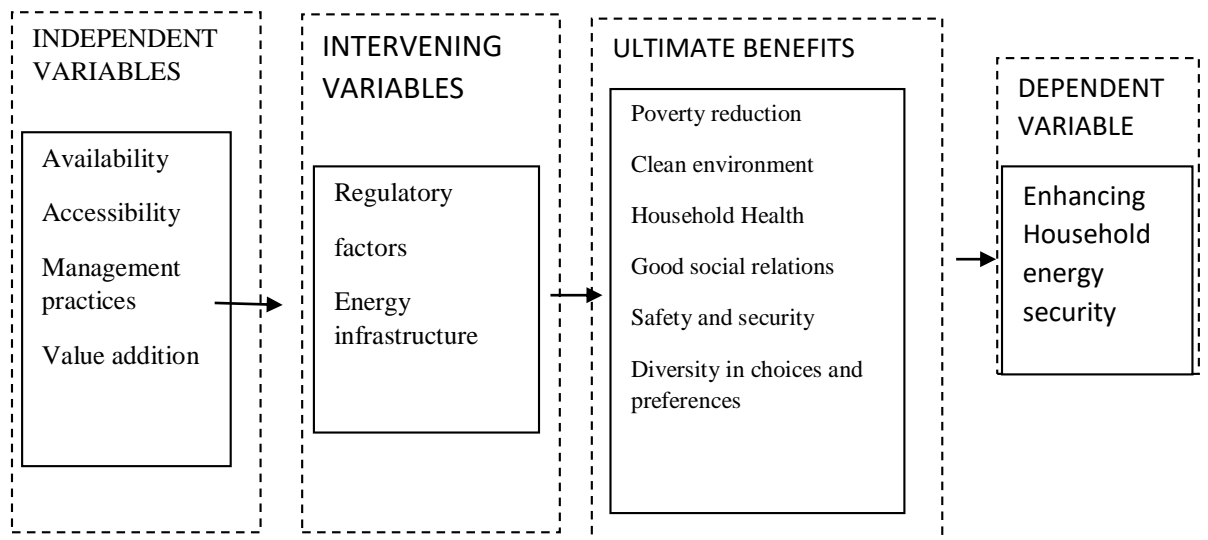 INDEPENDENT
VARIABLES
Availability
Accessibility
Management
practices
Value addition
INTERVENING
VARIABLES
Regulatory
factors
Energy
infrastructure
ULTIMATE BENEFITS
Poverty reduction
Clean environment
Household Health
Good social relations
Safety and security
Diversity in choices and
preferences
DEPENDENT
VARIABLE
Enhancing
Household
energy
security